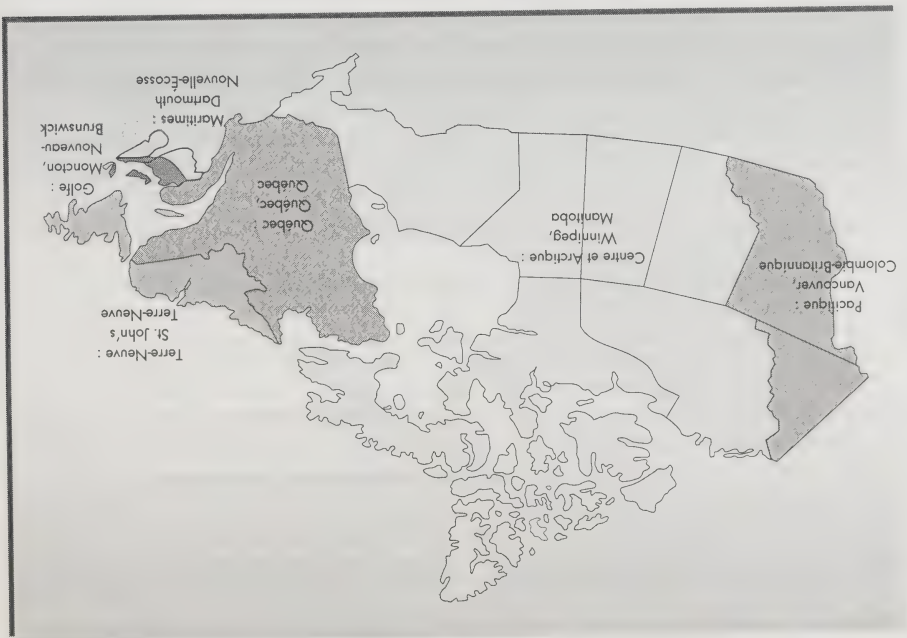 Pacifique :
Vancouver,
Colombie-Britannique
Centre et Arctique :
Winnipeg,
Manitoba
Québec :
Québec,
Québec
Terre-Neuve :
St. John's
Terre-Neuve
Golfe :
Moncton,
Nouveau-
Brunswick
Maritimes :
Dartmouth
Nouvelle-Écosse